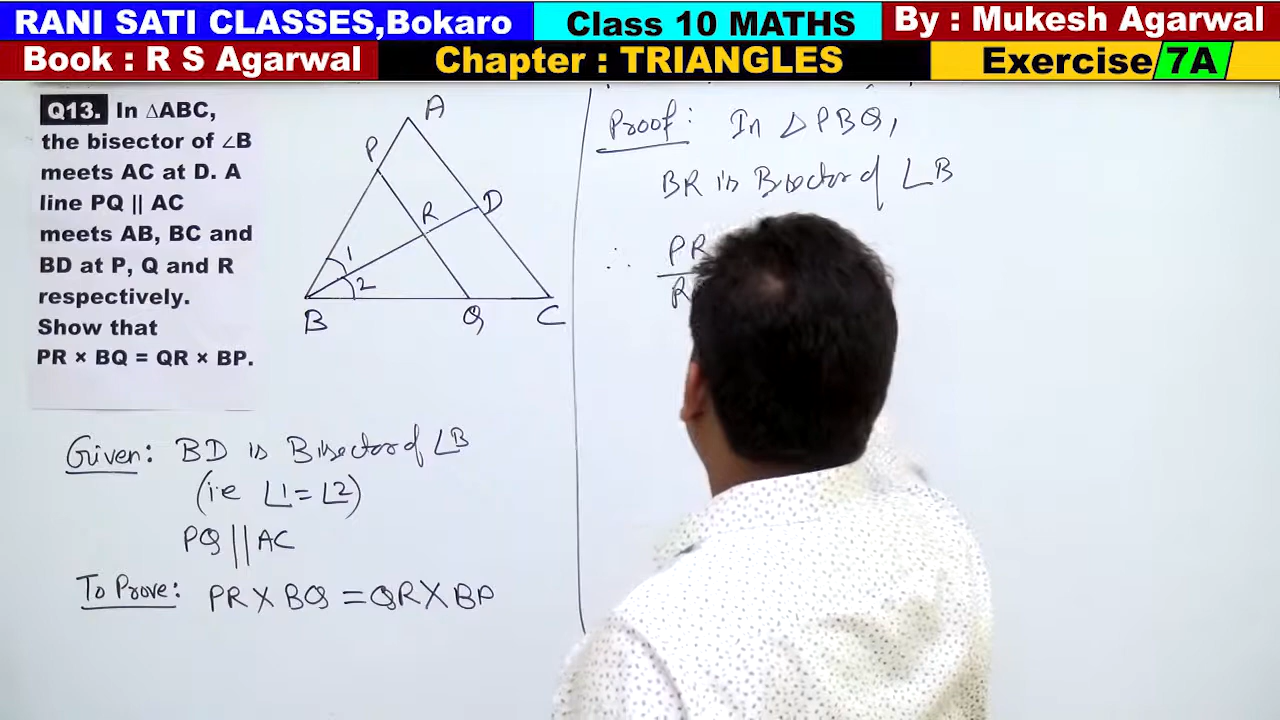 RANI SATI CLASSES,Bokaro
Class 10 MATHS
By : Mukesh Agarwal
Book : R S Agarwal
Chapter : TRIANGLES
Exercise 7A
Q13. In △ABC,
the bisector of ∠B
meets AC at D. A
line PQ || AC
meets AB, BC and
BD at P, Q and R
respectively.
Show that
PR × BQ = QR × BP.
A
P
R
D
1
2
B
Q
C
Given: BD is Bisector of ∠B
(i.e ∠1 = ∠2)
PQ || AC
To Prove: PR X BQ = QR X BP
Proof: In △PBQ,
BR is Bisector of ∠B
∴ PR
R